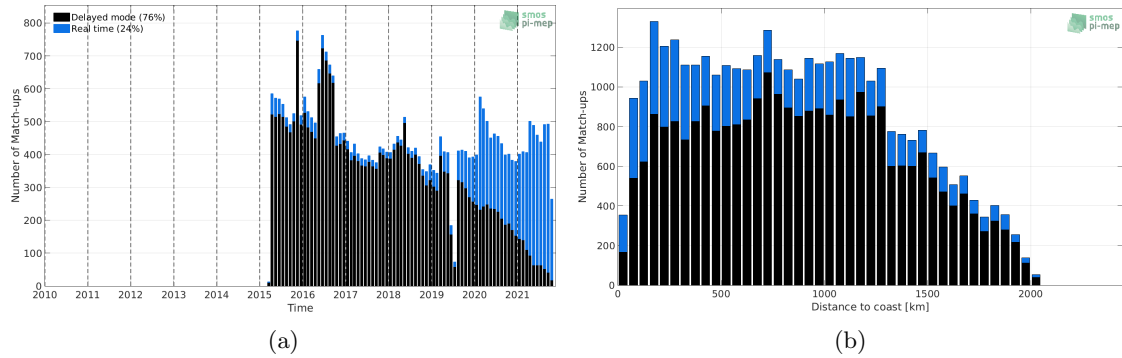 Delayed mode (76%)
Real time (24%)
smos
pi-mep
Number of Match-ups
800
700
600
500
400
300
200
100
0
2010 2011 2012 2013 2014 2015 2016 2017 2018 2019 2020 2021
Time
(a)
smos
pi-mep
Number of Match-ups
1200
1000
800
600
400
200
0
0 500 1000 1500 2000
Distance to coast [km]
(b)